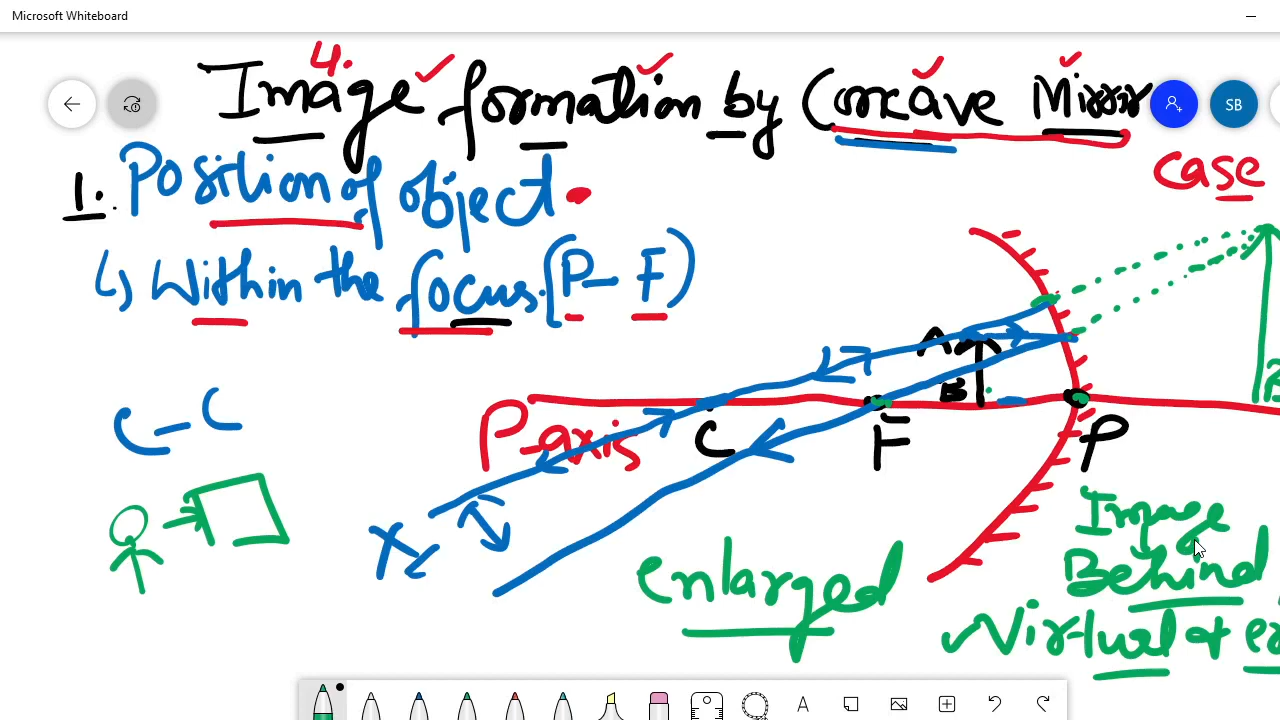 Microsoft Whiteboard
4.
Image formation by Concave Mirror
SB
case
1. Position of object.
↳ Within the focus. (P-F)
A
B
P-axis
C
F
P
C-C
X
Image
Behind
Virtual &
enlarged
A